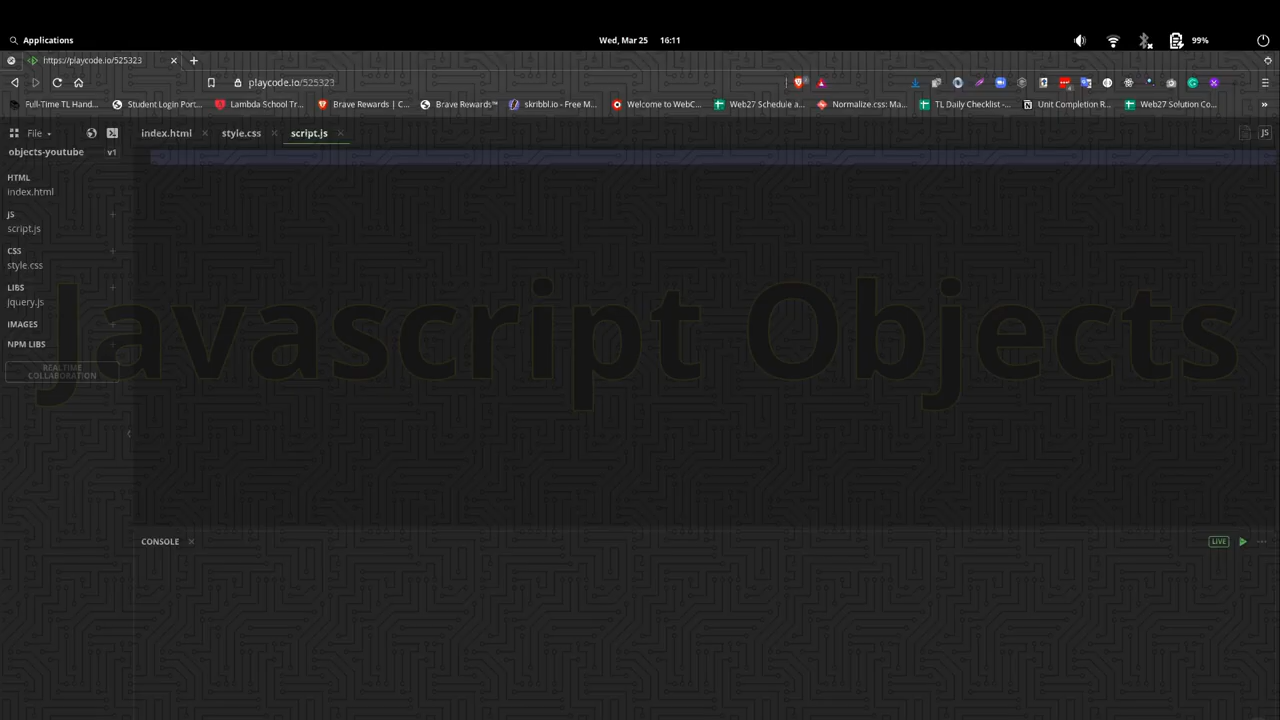 Applications
Wed, Mar 25 16:11
99%
https://playcode.io/525323
playcode.io/525323
Full-Time TL Hand...
Student Login Port...
Lambda School Tr...
Brave Rewards | C...
Brave Rewards™
skribbl.io - Free M...
Welcome to WebC...
Web27 Schedule a...
Normalize.css: Ma...
TL Daily Checklist -...
Unit Completion R...
Web27 Solution Co...
File
index.html
style.css
script.js
JS
objects-youtube v1
HTML
index.html
JS
script.js
CSS
style.css
LIBS
jquery.js
IMAGES
NPM LIBS
REALTIME
COLLABORATION
Javascript Objects
CONSOLE
LIVE